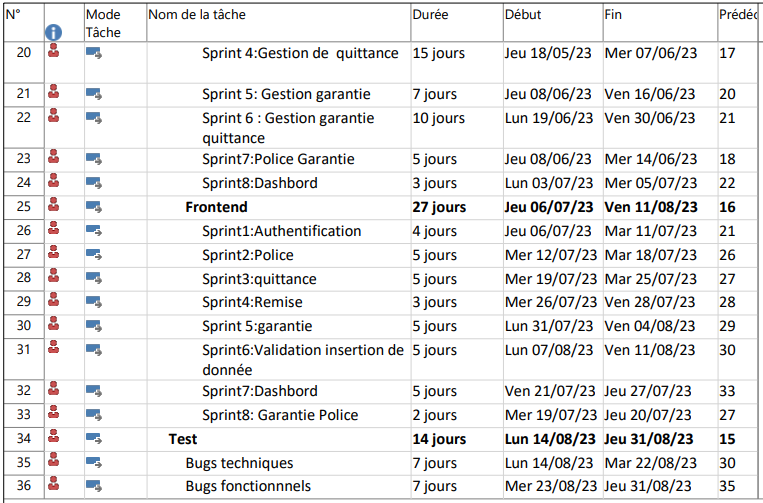 N° Mode Tâche Nom de la tâche Durée Début Fin Prédéc
20 Sprint 4:Gestion de quittance 15 jours Jeu 18/05/23 Mer 07/06/23 17
21 Sprint 5: Gestion garantie 7 jours Jeu 08/06/23 Ven 16/06/23 20
22 Sprint 6 : Gestion garantie 10 jours Lun 19/06/23 Ven 30/06/23 21
quittance
23 Sprint7:Police Garantie 5 jours Jeu 08/06/23 Mer 14/06/23 18
24 Sprint8:Dashbord 3 jours Lun 03/07/23 Mer 05/07/23 22
25 Frontend 27 jours Jeu 06/07/23 Ven 11/08/23 16
26 Sprint1:Authentification 4 jours Jeu 06/07/23 Mar 11/07/23 21
27 Sprint2:Police 5 jours Mer 12/07/23 Mar 18/07/23 26
28 Sprint3:quittance 5 jours Mer 19/07/23 Mar 25/07/23 27
29 Sprint4:Remise 3 jours Mer 26/07/23 Ven 28/07/23 28
30 Sprint 5:garantie 5 jours Lun 31/07/23 Ven 04/08/23 29
31 Sprint6:Validation insertion de 5 jours Lun 07/08/23 Ven 11/08/23 30
donnée
32 Sprint7:Dashbord 5 jours Ven 21/07/23 Jeu 27/07/23 33
33 Sprint8: Garantie Police 2 jours Mer 19/07/23 Jeu 20/07/23 27
34 Test 14 jours Lun 14/08/23 Jeu 31/08/23 15
35 Bugs techniques 7 jours Lun 14/08/23 Mar 22/08/23 30
36 Bugs fonctionnnels 7 jours Mer 23/08/23 Jeu 31/08/23 35